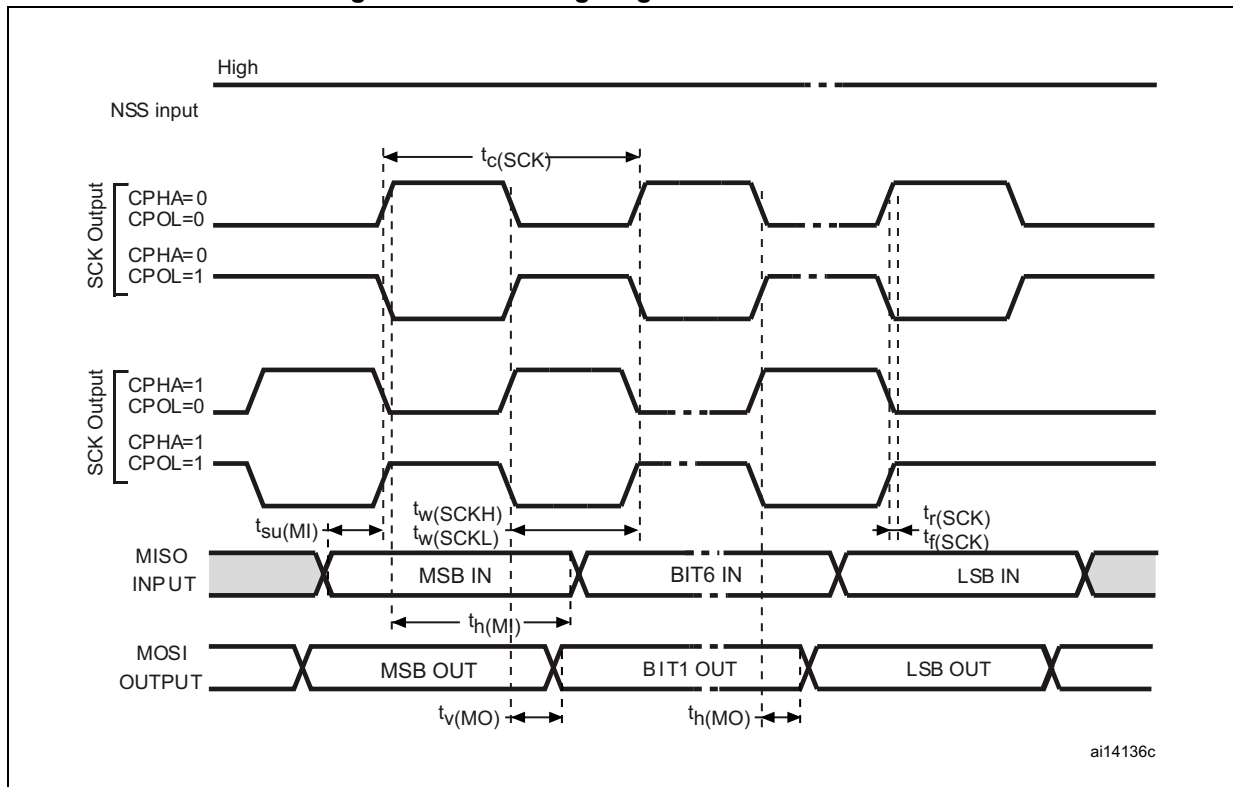 High
NSS input
tc(SCK)
SCK Output
CPHA=0
CPOL=0
CPHA=0
CPOL=1
SCK Output
CPHA=1
CPOL=0
CPHA=1
CPOL=1
tsu(MI)
tw(SCKH)
tw(SCKL)
tr(SCK)
tf(SCK)
MISO
INPUT
MSB IN
BIT6 IN
LSB IN
th(MI)
MOSI
OUTPUT
MSB OUT
BIT1 OUT
LSB OUT
tv(MO)
th(MO)
ai14136c